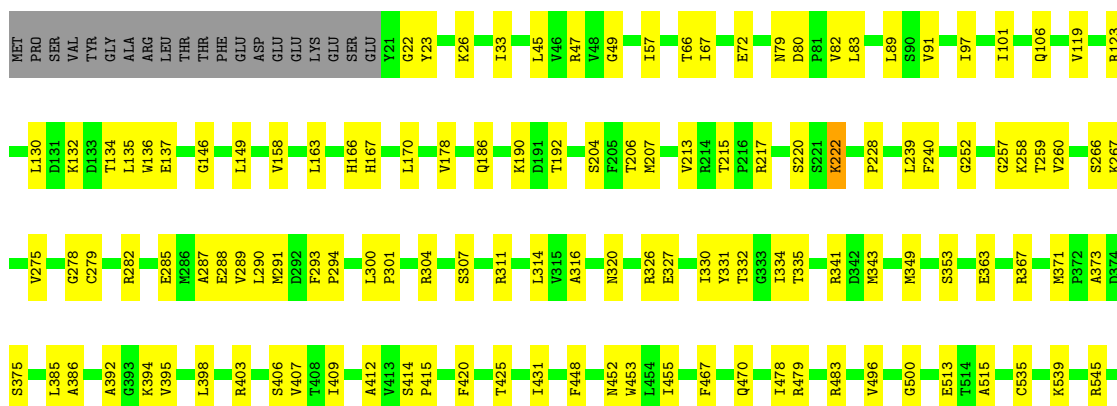 MET PRO SER VAL TYR GLY ALA ARG LEU THR THR PHE GLU ASP GLU GLU LYS GLU SER GLU Y21 G22 Y23 K26 I33 L45 V46 R47 V48 G49 I57 T66 I67 E72 N79 D80 P81 V82 L83 L89 S90 V91 I97 I101 Q106 V119 R123
L130 D131 K132 D133 T134 L135 W136 E137 G146 L149 V158 L163 H166 H167 L170 V178 Q186 K190 D191 T192 S204 F205 T206 M207 V213 R214 T215 P216 R217 S220 S221 K222 P228 L239 F240 G252 G257 K258 T259 V260 S266 K267
V275 G278 C279 R282 E285 M286 A287 E288 V289 L290 M291 D292 F293 P294 L300 P301 R304 S307 R311 L314 V315 A316 N320 R326 E327 I330 Y331 T332 G333 I334 T335 R341 D342 M343 M349 S353 E363 R367 M371 P372 A373 D374
S375 L385 A386 A392 G393 K394 V395 L398 R403 S406 V407 T408 I409 A412 V413 S414 P415 F420 T425 I431 F448 N452 W453 L454 I455 F467 Q470 I478 R479 R483 V496 G500 E513 T514 A515 C535 K539 R545